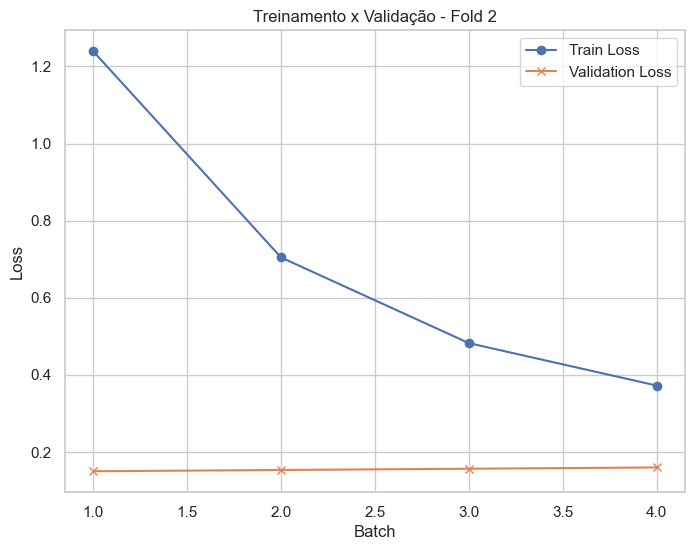 Treinamento x Validação - Fold 2
Train Loss
Validation Loss
1.2
1.0
0.8
0.6
0.4
0.2
Loss
1.0 1.5 2.0 2.5 3.0 3.5 4.0
Batch